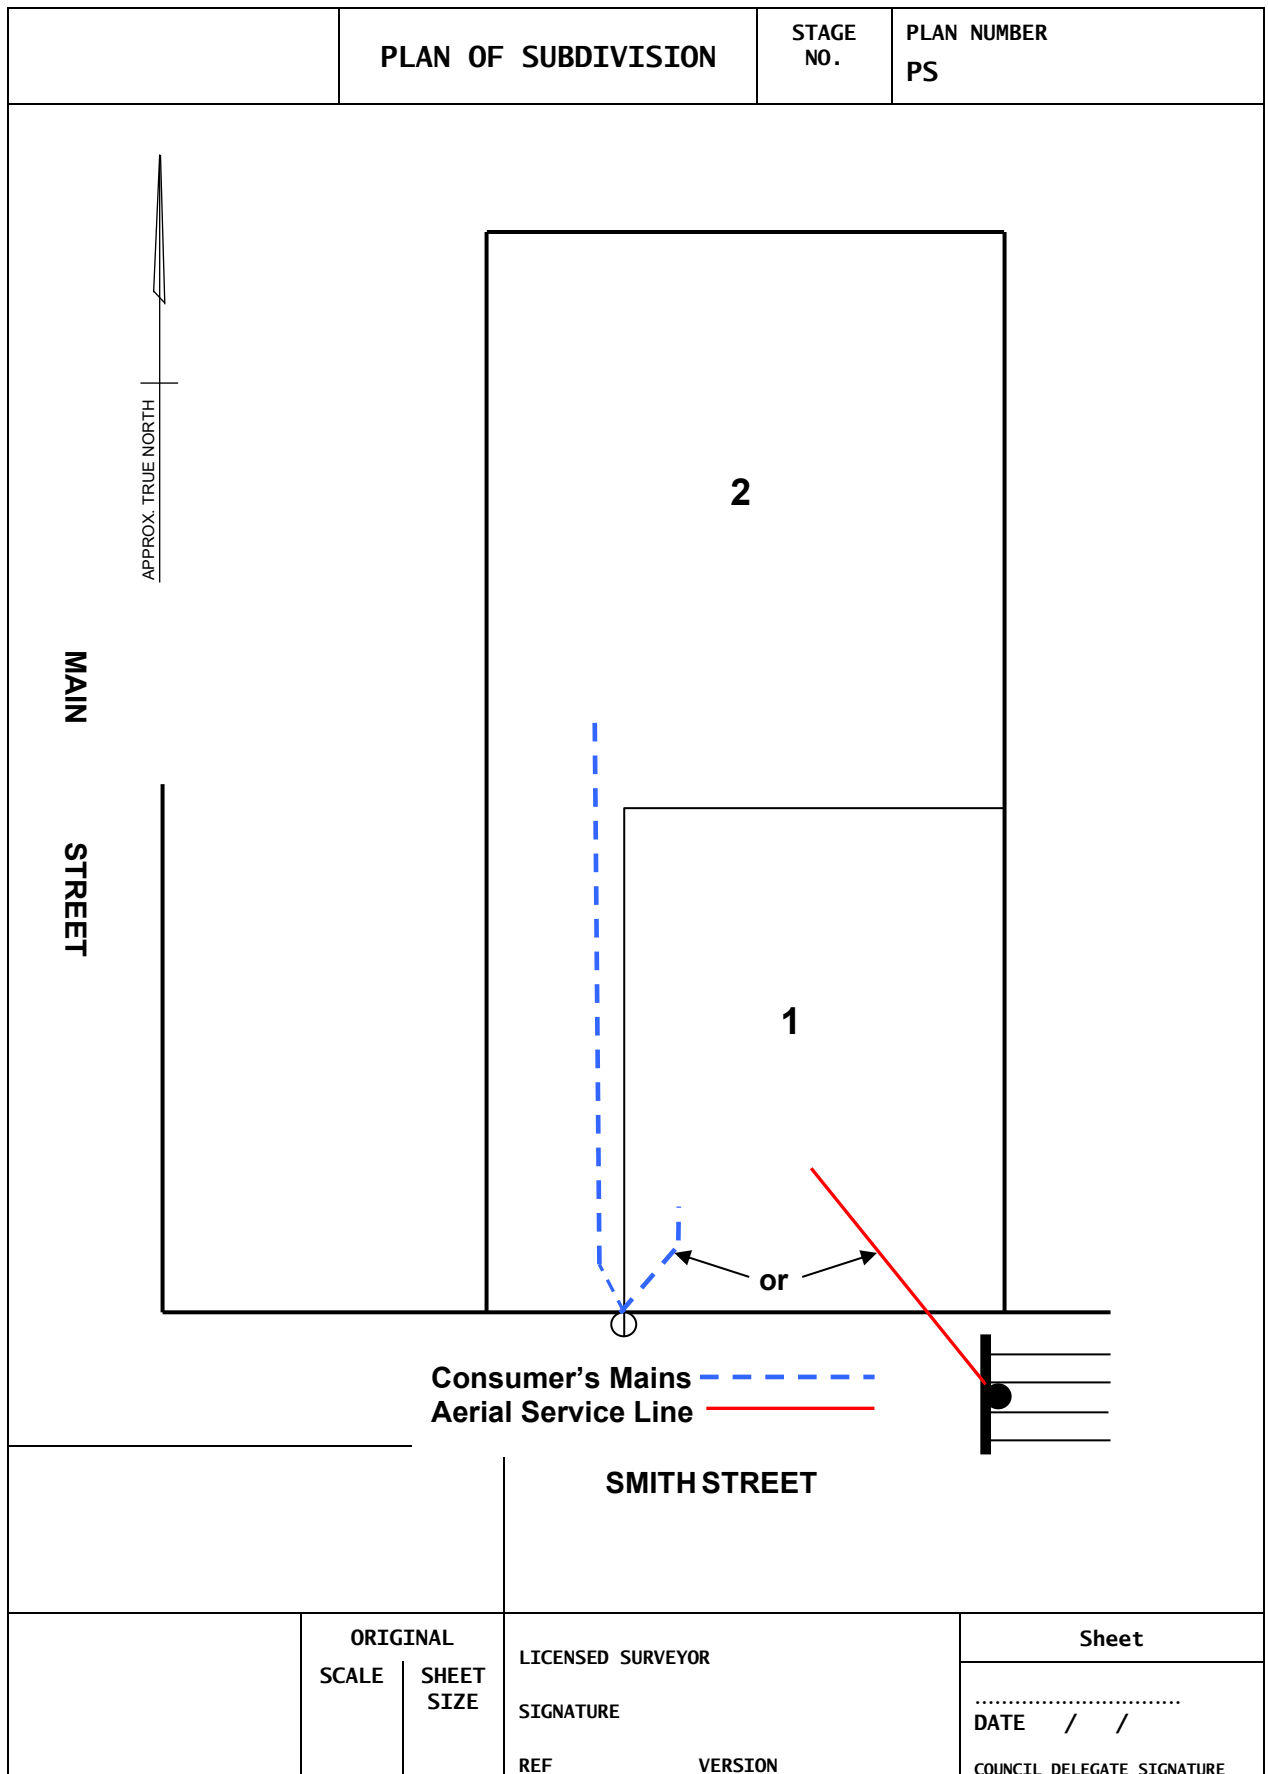 PLAN OF SUBDIVISION
STAGE
NO.
PLAN NUMBER
PS
APPROX. TRUE NORTH
MAIN STREET
2
1
or
Consumer’s Mains
Aerial Service Line
SMITH STREET
ORIGINAL
SCALE
SHEET
SIZE
LICENSED SURVEYOR
SIGNATURE
REF VERSION
Sheet
...............................
DATE / /
COUNCIL DELEGATE SIGNATURE